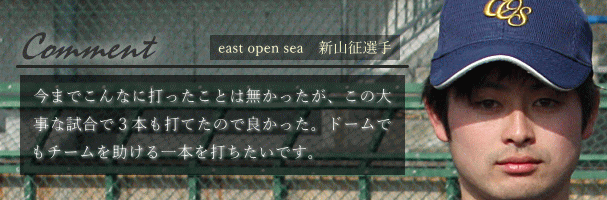 COS
Comment
east open sea 新山征選手
今までこんなに打ったことは無かったが、この大
事な試合で３本も打てたので良かった。ドームで
もチームを助ける一本を打ちたいです。